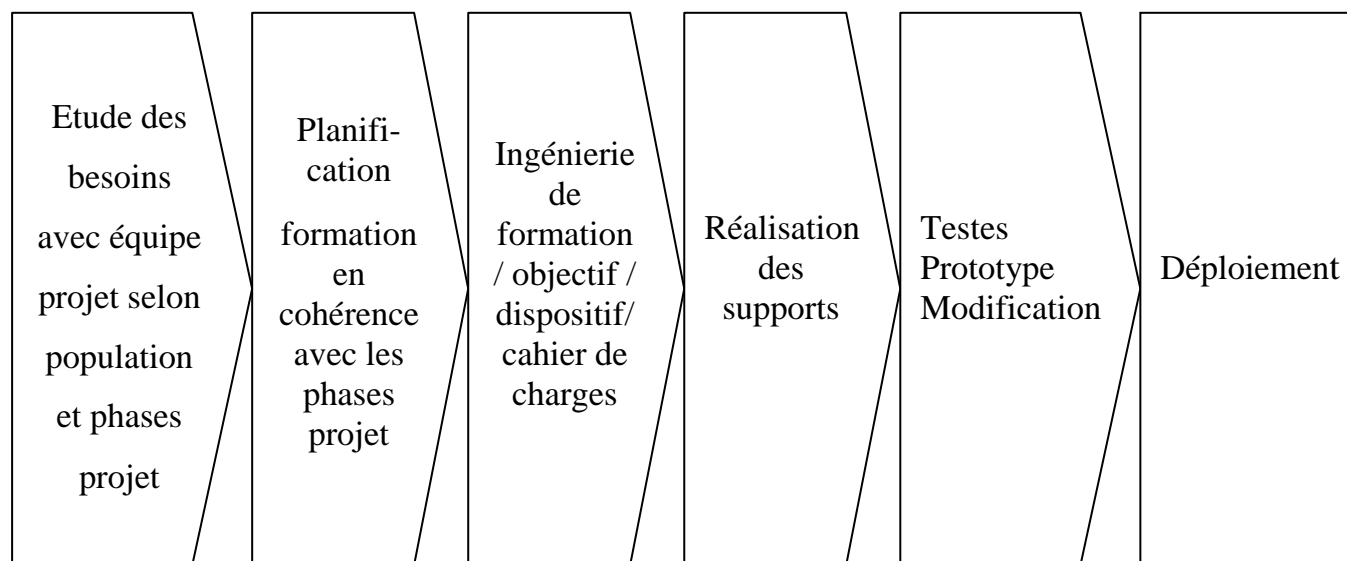 Etude des
besoins
avec équipe
projet selon
population
et phases
projet
Planifi-
cation
formation
en
cohérence
avec les
phases
projet
Ingénierie
de
formation
/ objectif /
dispositif/
cahier de
charges
Réalisation
des
supports
Testes
Prototype
Modification
Déploiement